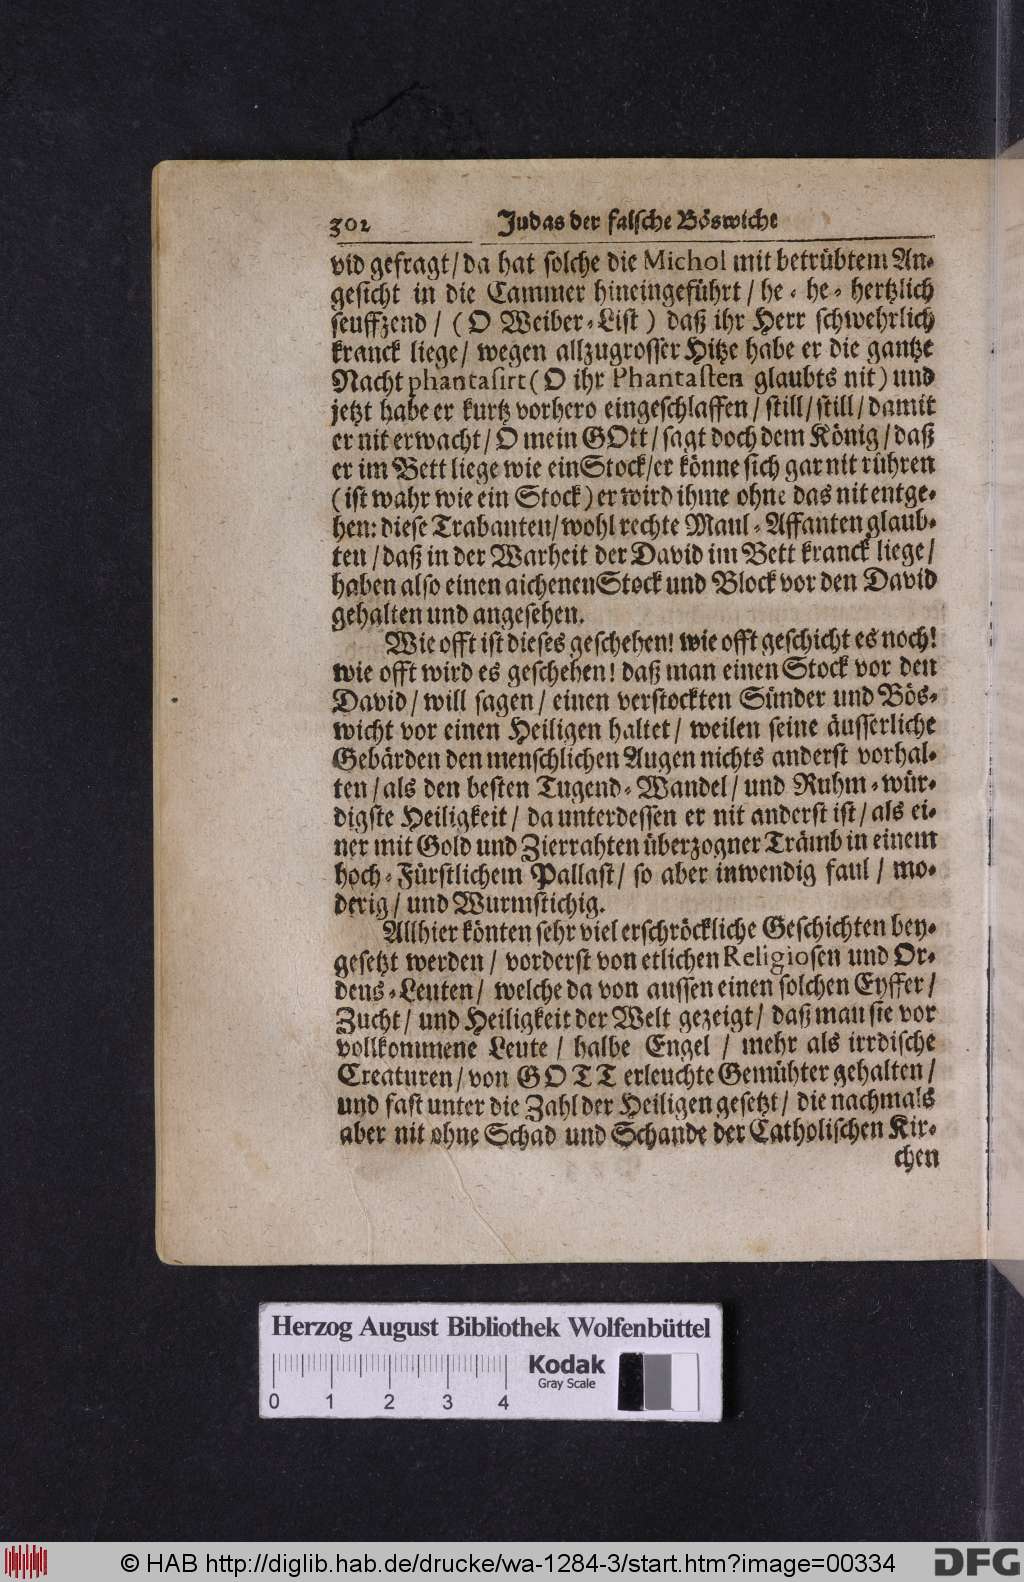 302 Judas der falsche Böswicht
vid gefragt / da hat solche die Michol mit betrübtem An-
gesicht in die Cammer hineingeführt / he- he- hertzlich
seuffzend / ( O Weiber-List ) daß ihr Herr schwehrlich
kranck liege / wegen allzugrosser Hitze habe er die gantze
Nacht phantasirt ( O ihr Phantasten glaubts nit ) und
jetzt habe er kurtz vorhero eingeschlaffen / still / still / damit
er nit erwacht / O mein GOtt / sagt doch dem König / daß
er im Bett liege wie ein Stock / er könne sich gar nit rühren
( ist wahr wie ein Stock ) er wird ihme ohne das nit entge-
hen: diese Trabanten / wohl rechte Maul-Affanten glaub-
ten / daß in der Warheit der David im Bett kranck liege /
haben also einen aichenen Stock und Block vor den David
gehalten und angesehen.
Wie offt ist dieses geschehen! wie offt geschicht es noch!
wie offt wird es geschehen! daß man einen Stock vor den
David / will sagen / einen verstockten Sünder und Bös-
wicht vor einen Heiligen haltet / weilen seine äusserliche
Gebärden den menschlichen Augen nichts anderst vorhal-
ten / als den besten Tugend-Wandel / und Ruhm-wür-
digste Heiligkeit / da unterdessen er nit anderst ist / als ei-
ner mit Gold und Zierrahten überzogner Trämb in einem
hoch-Fürstlichem Pallast / so aber inwendig faul / mo-
derig / und Wurmstichig.
Allhier könten sehr viel erschröckliche Geschichten bey-
gesetzt werden / vorderst von etlichen Religiosen und Or-
dens-Leuten / welche da von aussen einen solchen Eyffer /
Zucht / und Heiligkeit der Welt gezeigt / daß man sie vor
vollkommene Leute / halbe Engel / mehr als irrdische
Creaturen / von GOTT erleuchte Gemühter gehalten /
und fast unter die Zahl der Heiligen gesetzt / die nachmals
aber nit ohne Schad und Schande der Catholischen Kir-
chen
Herzog August Bibliothek Wolfenbüttel
0 1 2 3 4
Kodak
Gray Scale
© HAB http://diglib.hab.de/drucke/wa-1284-3/start.htm?image=00334
DFG